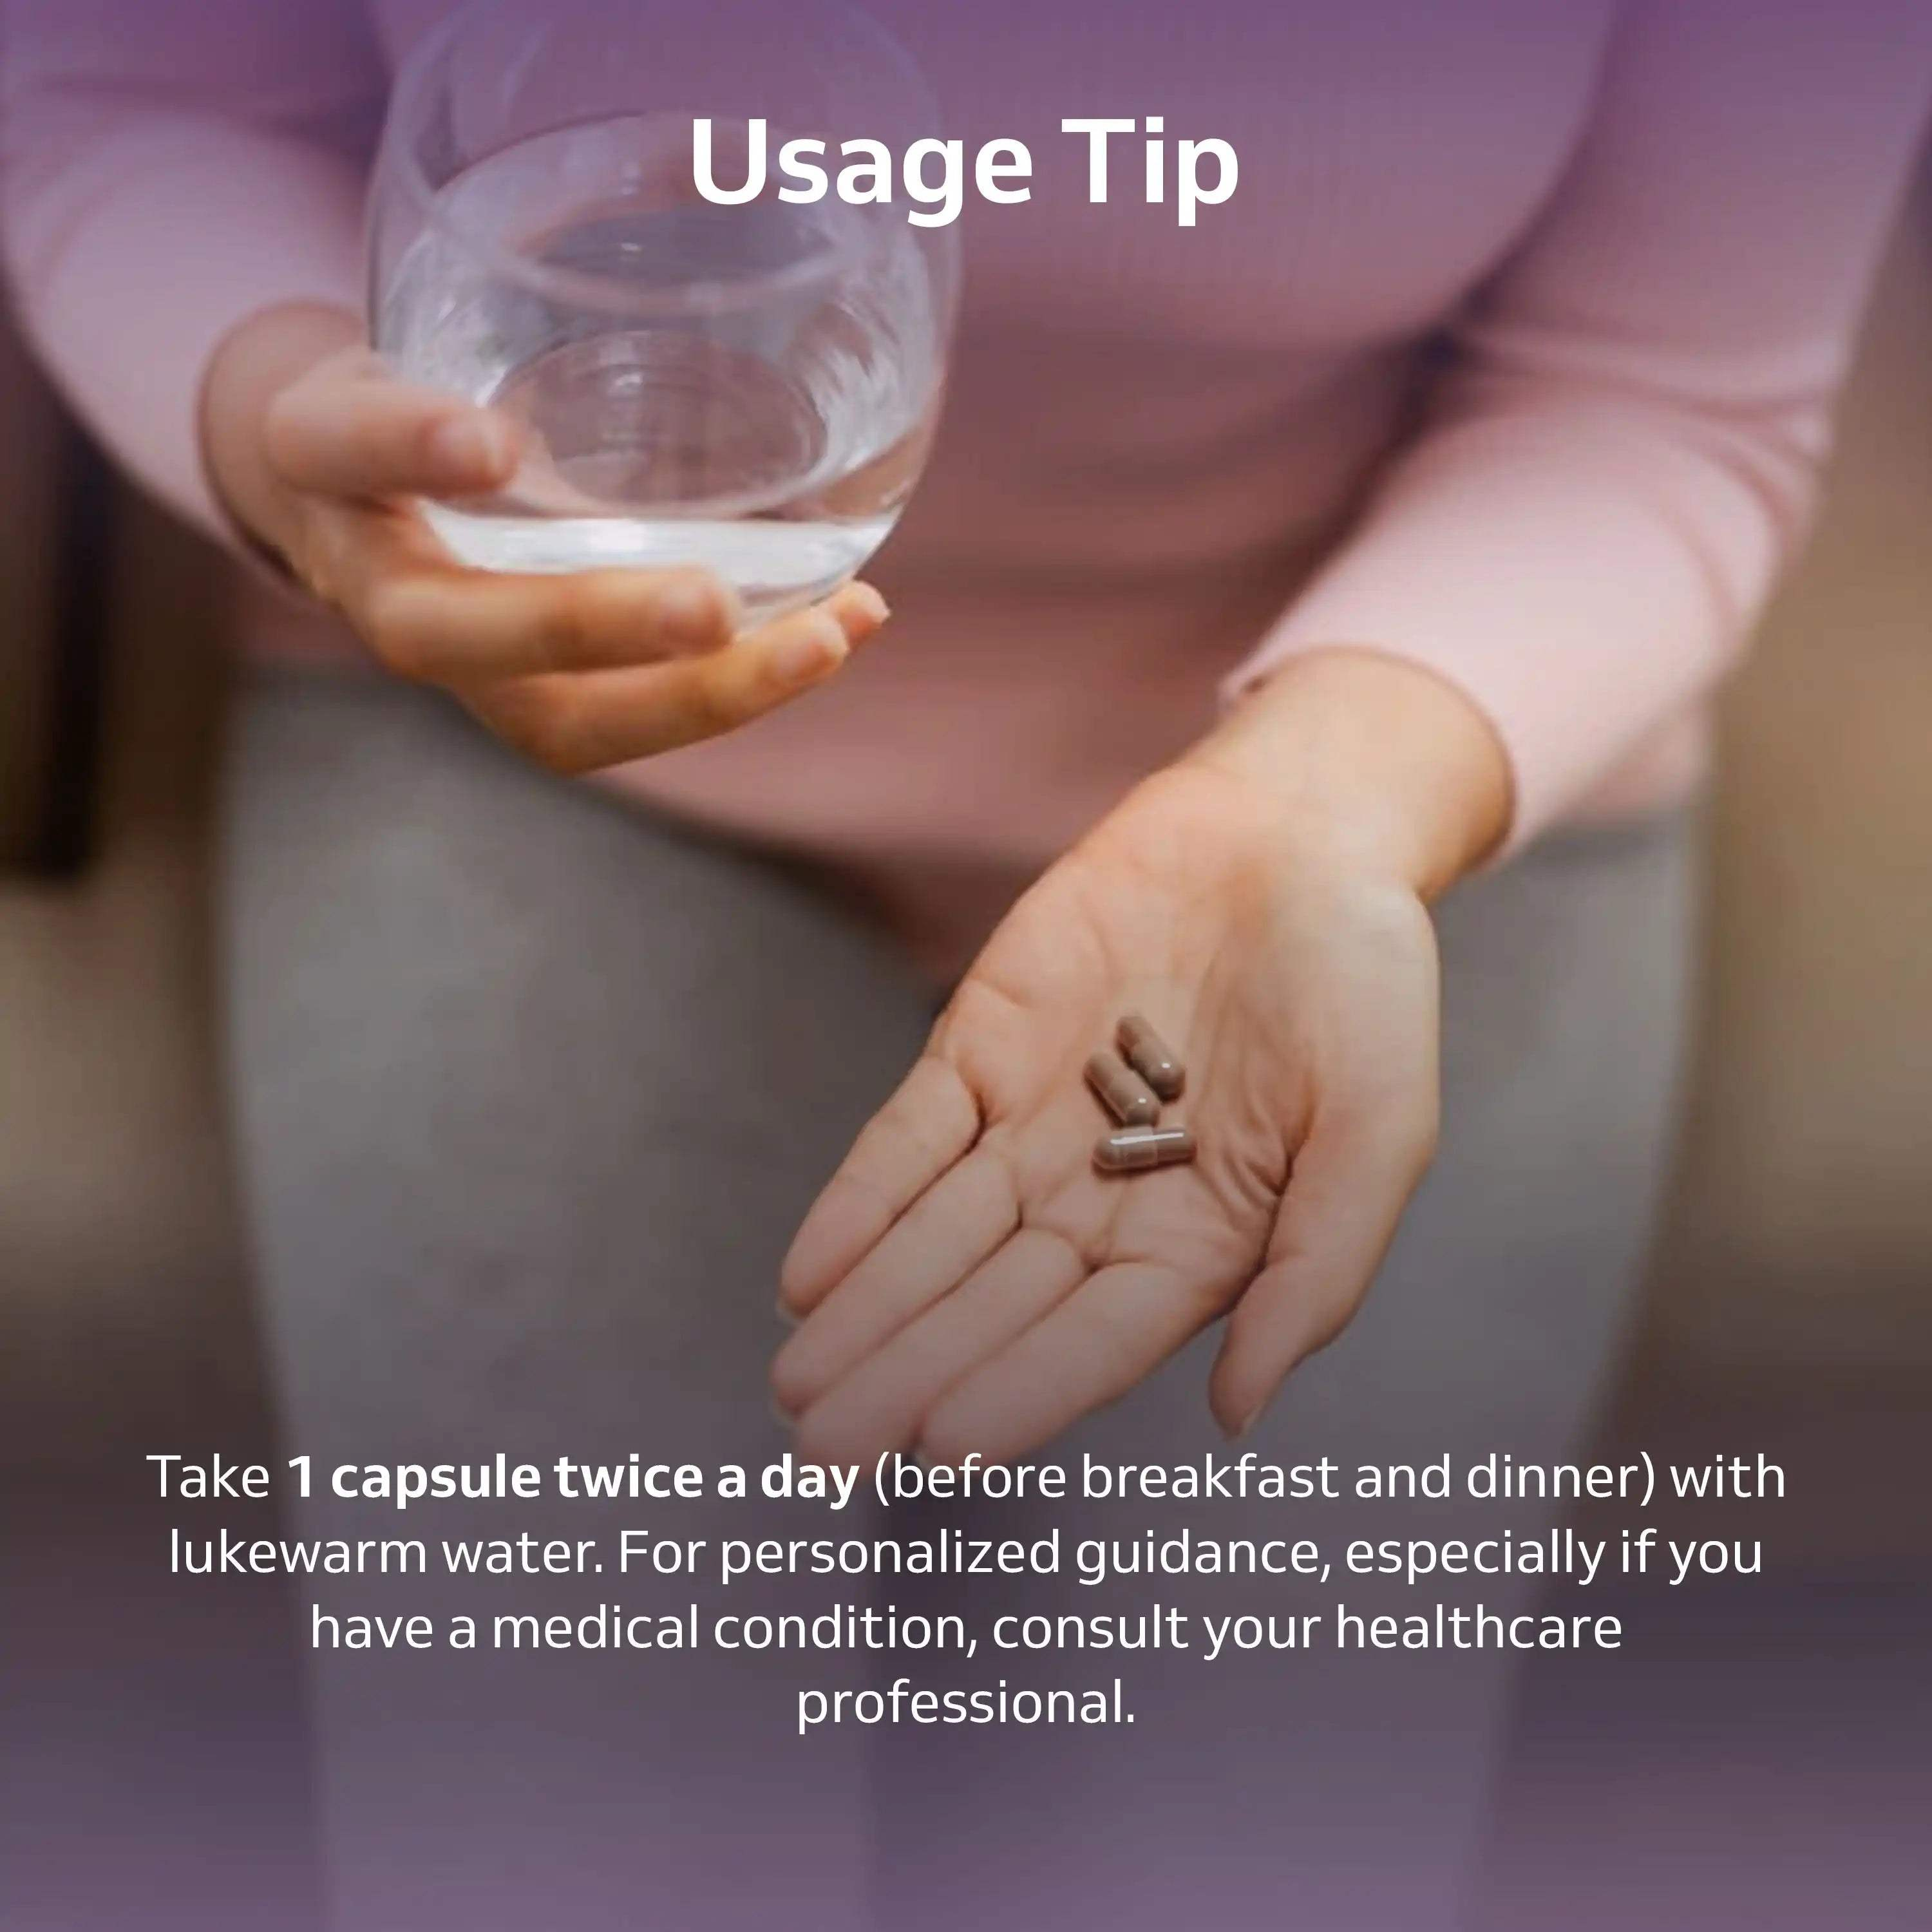 Usage Tip
Take 1 capsule twice a day (before breakfast and dinner) with
lukewarm water. For personalized guidance, especially if you
have a medical condition, consult your healthcare
professional.